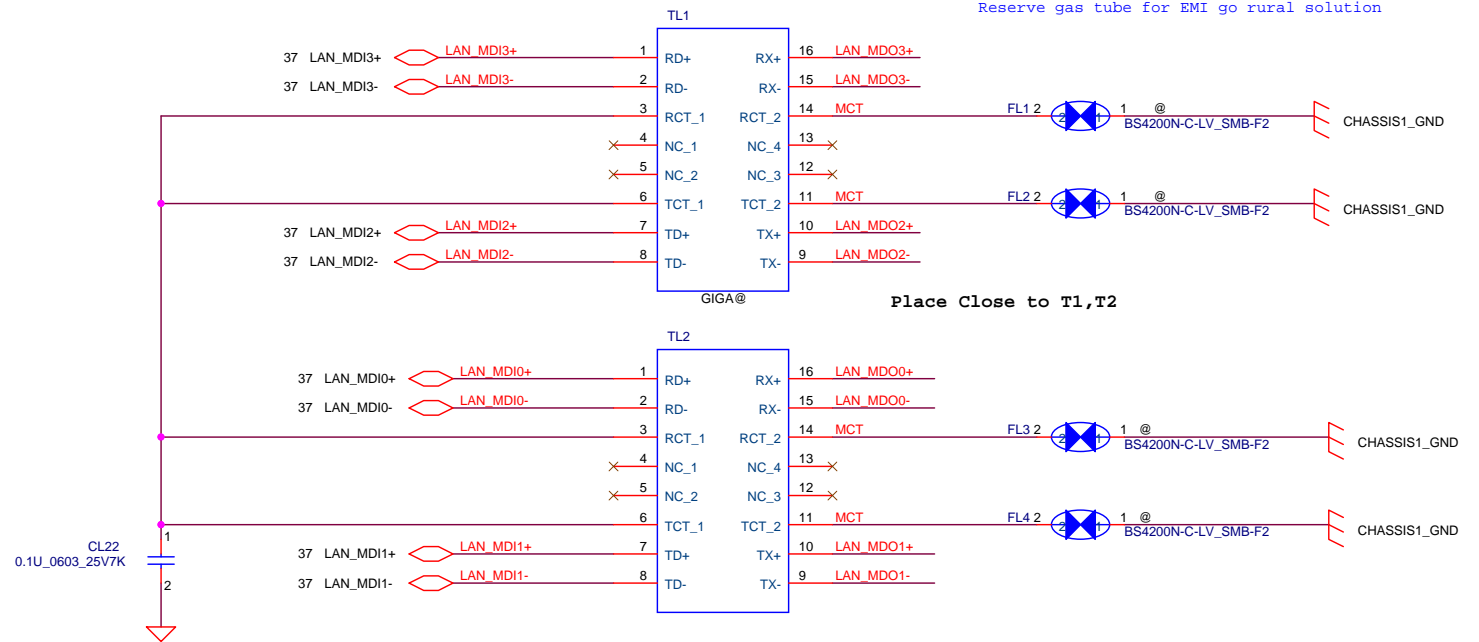 Reserve gas tube for EMI go rural solution
TL1
37 LAN_MDI3+ LAN_MDI3+ 1 RD+ RX+ 16 LAN_MDO3+
37 LAN_MDI3- LAN_MDI3- 2 RD- RX- 15 LAN_MDO3-
3 RCT_1 RCT_2 14 MCT FL1 2 2 1 1 @
BS4200N-C-LV_SMB-F2 CHASSIS1_GND
4 NC_1 NC_4 13
5 NC_2 NC_3 12
6 TCT_1 TCT_2 11 MCT FL2 2 2 1 1 @
BS4200N-C-LV_SMB-F2 CHASSIS1_GND
37 LAN_MDI2+ LAN_MDI2+ 7 TD+ TX+ 10 LAN_MDO2+
37 LAN_MDI2- LAN_MDI2- 8 TD- TX- 9 LAN_MDO2-
GIGA@
Place Close to T1,T2
TL2
37 LAN_MDI0+ LAN_MDI0+ 1 RD+ RX+ 16 LAN_MDO0+
37 LAN_MDI0- LAN_MDI0- 2 RD- RX- 15 LAN_MDO0-
3 RCT_1 RCT_2 14 MCT FL3 2 2 1 1 @
BS4200N-C-LV_SMB-F2 CHASSIS1_GND
4 NC_1 NC_4 13
5 NC_2 NC_3 12
6 TCT_1 TCT_2 11 MCT FL4 2 2 1 1 @
BS4200N-C-LV_SMB-F2 CHASSIS1_GND
37 LAN_MDI1+ LAN_MDI1+ 7 TD+ TX+ 10 LAN_MDO1+
37 LAN_MDI1- LAN_MDI1- 8 TD- TX- 9 LAN_MDO1-
CL22 1
0.1U_0603_25V7K
2